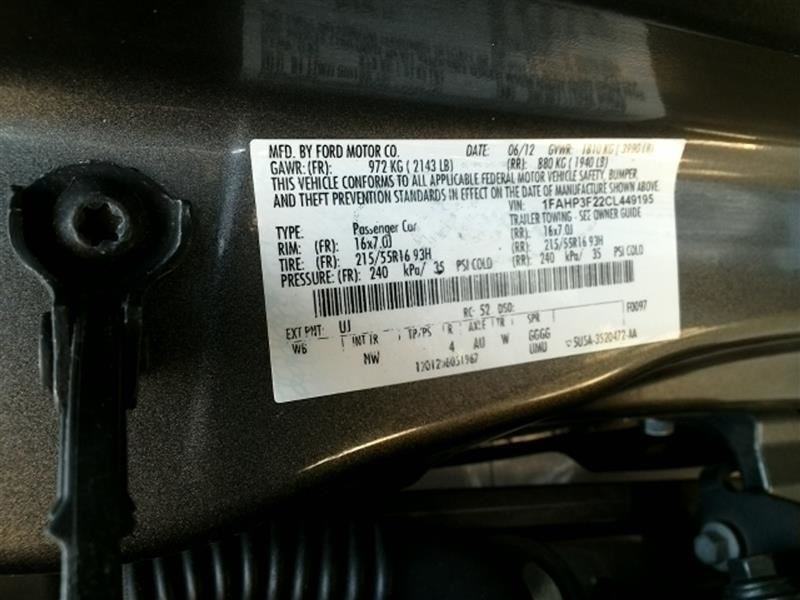 MFD. BY FORD MOTOR CO. DATE: 06/12 GVWR: 1810 KG ( 3990 LB)
GAWR: (FR): 972 KG ( 2143 LB) (RR): 880 KG ( 1940 LB)
THIS VEHICLE CONFORMS TO ALL APPLICABLE FEDERAL MOTOR VEHICLE SAFETY, BUMPER,
AND THEFT PREVENTION STANDARDS IN EFFECT ON THE DATE OF MANUFACTURE SHOWN ABOVE.
VIN: 1FAHP3F22CL449195
TYPE: Passenger Car TRAILER TOWING - SEE OWNER GUIDE
RIM: (FR): 16x7.0J (RR): 16x7.0J
TIRE: (FR): 215/55R16 93H (RR): 215/55R16 93H
PRESSURE: (FR): 240 kPa/ 35 PSI COLD (RR): 240 kPa/ 35 PSI COLD
RC: 52 DSO: F0097
EXT PNT: UJ
WB INT TR TP/PS R AXLE TR SPR
NW 4 AU W GGGG
UMU 5U5A-3520472-AA